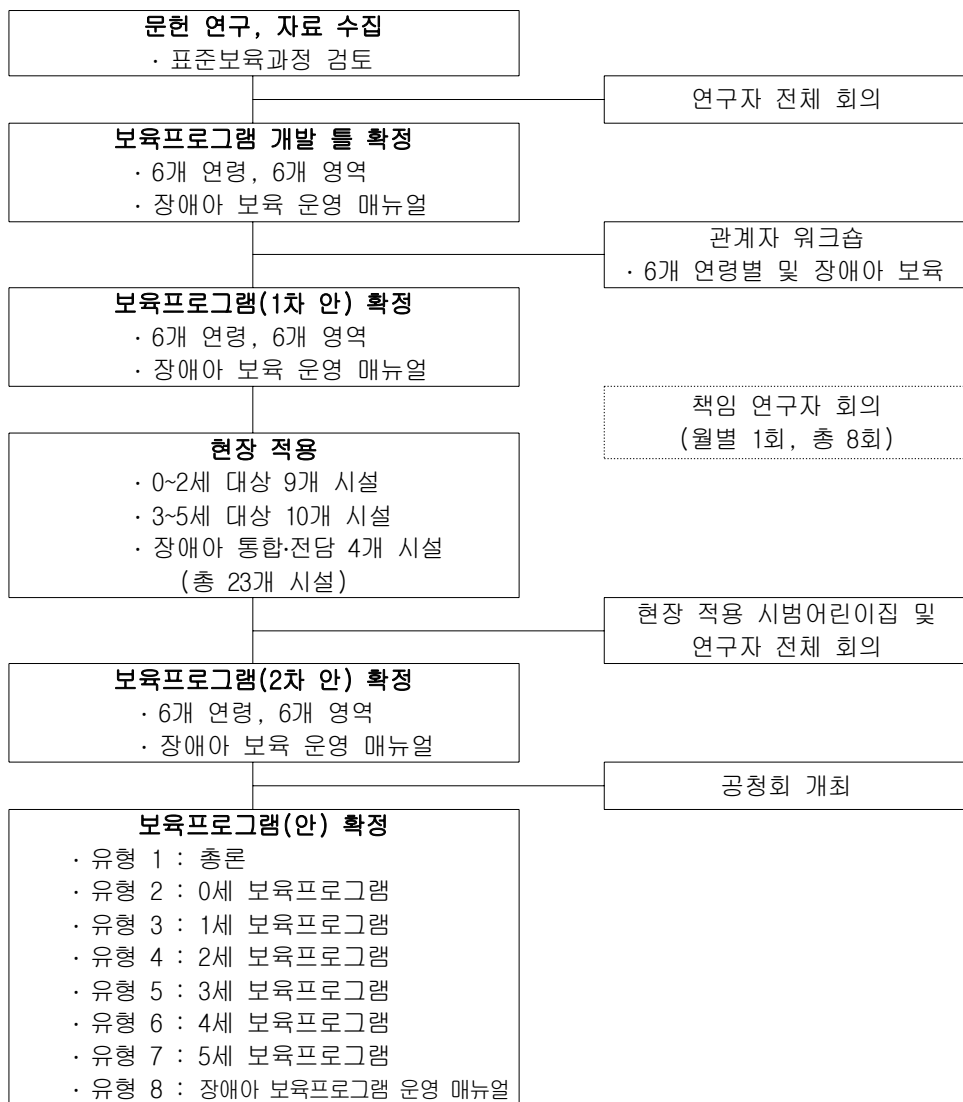 문헌 연구, 자료 수집
· 표준보육과정 검토
연구자 전체 회의
보육프로그램 개발 틀 확정
· 6개 연령, 6개 영역
· 장애아 보육 운영 매뉴얼
관계자 워크숍
· 6개 연령별 및 장애아 보육
보육프로그램(1차 안) 확정
· 6개 연령, 6개 영역
· 장애아 보육 운영 매뉴얼
책임 연구자 회의
(월별 1회, 총 8회)
현장 적용
· 0~2세 대상 9개 시설
· 3~5세 대상 10개 시설
· 장애아 통합·전담 4개 시설
(총 23개 시설)
현장 적용 시범어린이집 및
연구자 전체 회의
보육프로그램(2차 안) 확정
· 6개 연령, 6개 영역
· 장애아 보육 운영 매뉴얼
공청회 개최
보육프로그램(안) 확정
· 유형 1 : 총론
· 유형 2 : 0세 보육프로그램
· 유형 3 : 1세 보육프로그램
· 유형 4 : 2세 보육프로그램
· 유형 5 : 3세 보육프로그램
· 유형 6 : 4세 보육프로그램
· 유형 7 : 5세 보육프로그램
· 유형 8 : 장애아 보육프로그램 운영 매뉴얼